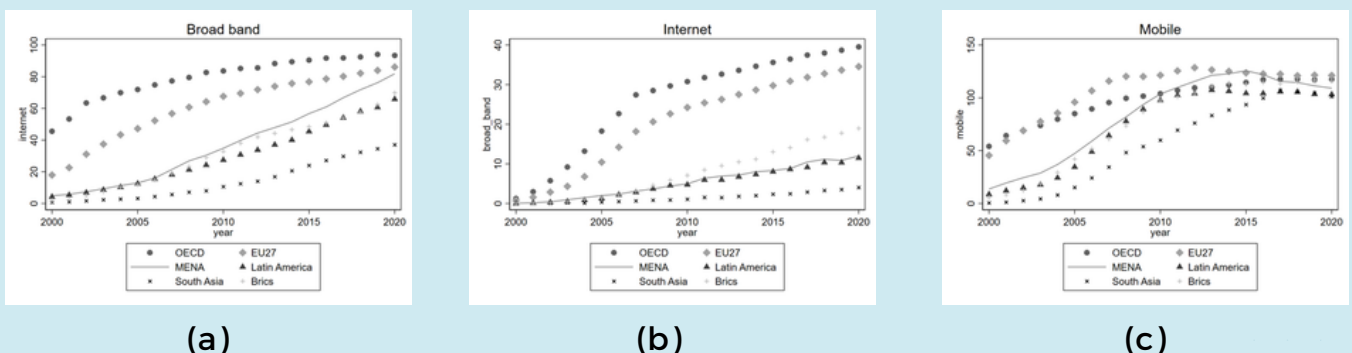 Broad band
internet
100
80
60
40
20
0
2000 2005 2010 2015 2020
year
OECD EU27
MENA Latin America
South Asia Brics
(a)
Internet
broad_band
40
30
20
10
0
2000 2005 2010 2015 2020
year
OECD EU27
MENA Latin America
South Asia Brics
(b)
Mobile
mobile
150
100
50
0
2000 2005 2010 2015 2020
year
OECD EU27
MENA Latin America
South Asia Brics
(c)